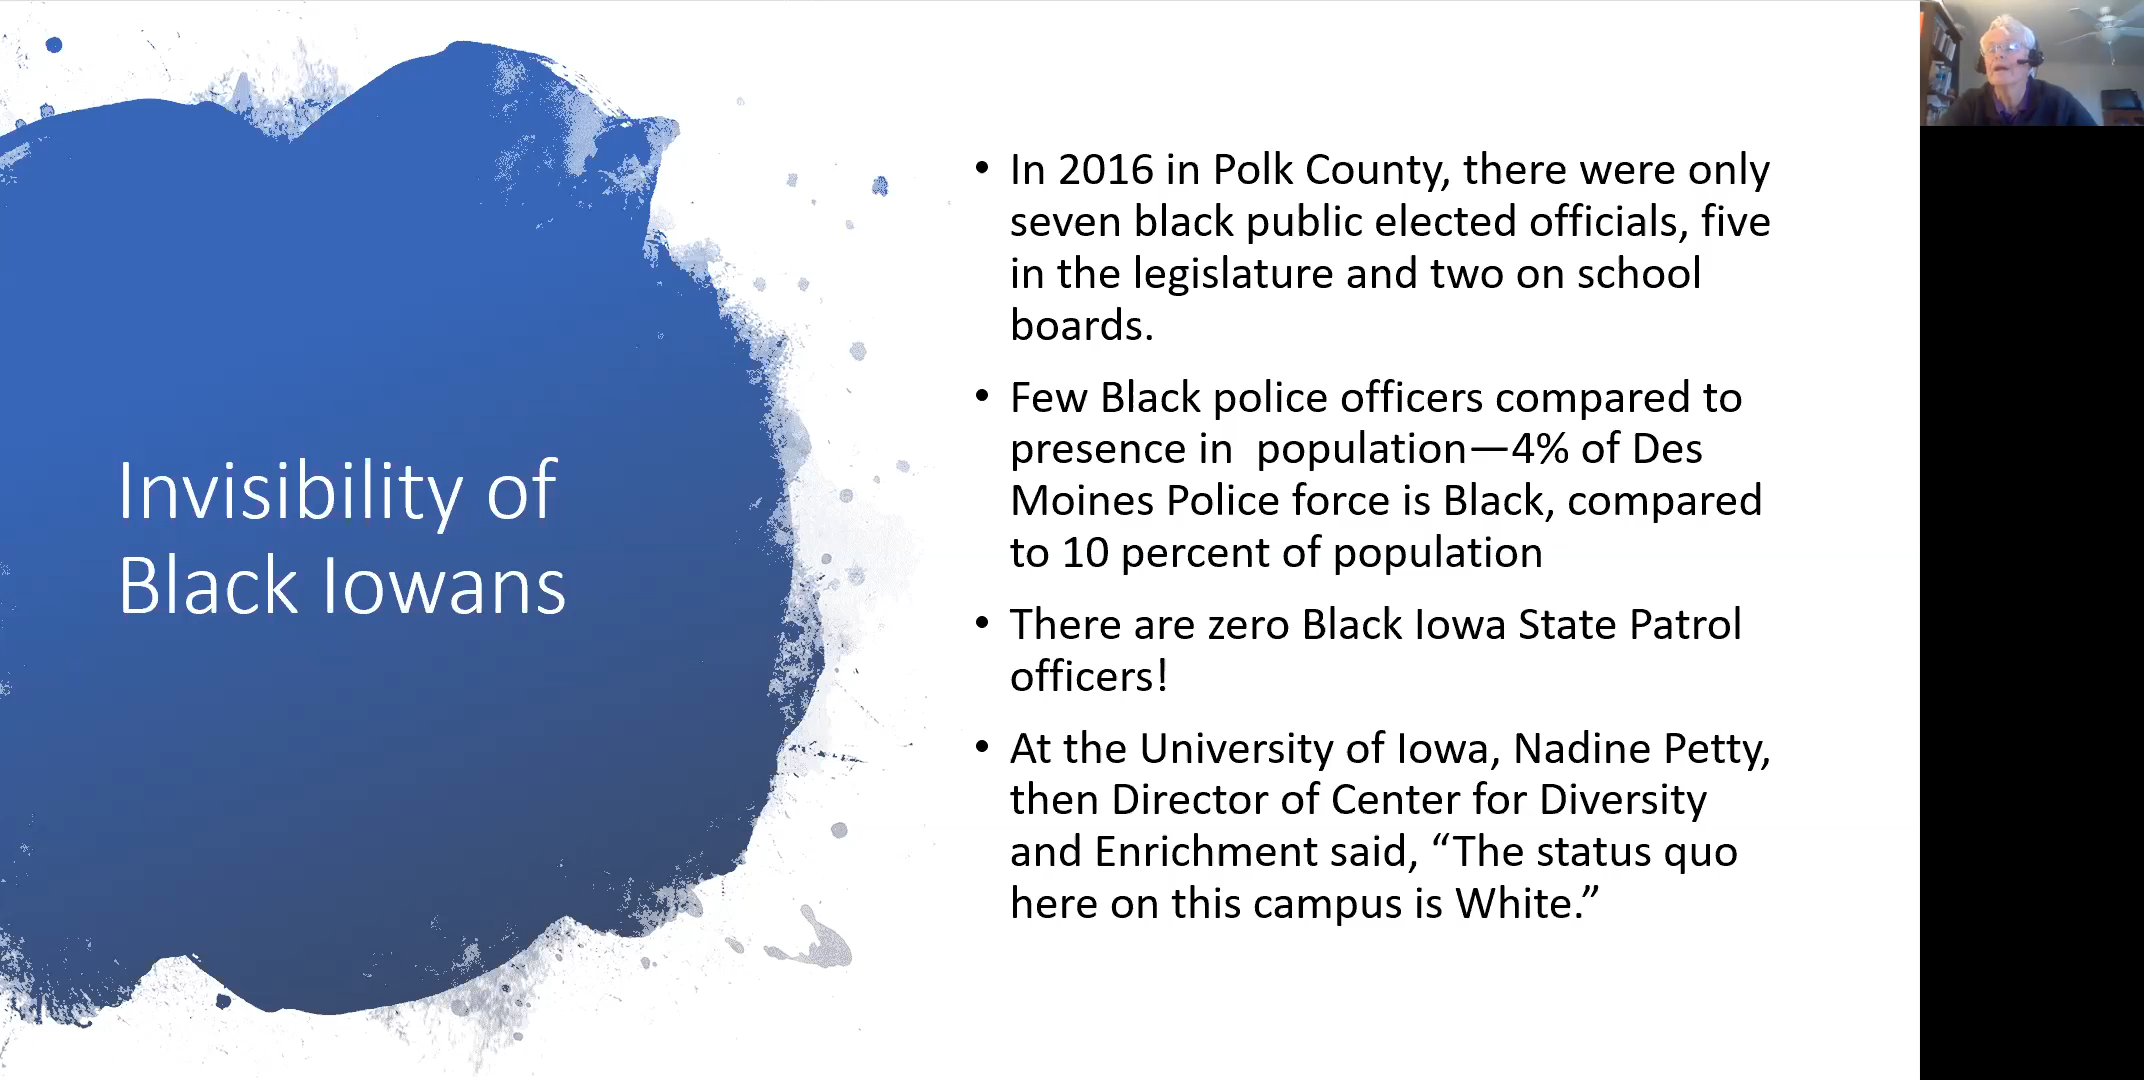 Invisibility of
Black Iowans
• In 2016 in Polk County, there were only
seven black public elected officials, five
in the legislature and two on school
boards.
• Few Black police officers compared to
presence in  population—4% of Des
Moines Police force is Black, compared
to 10 percent of population
• There are zero Black Iowa State Patrol
officers!
• At the University of Iowa, Nadine Petty,
then Director of Center for Diversity
and Enrichment said, “The status quo
here on this campus is White.”